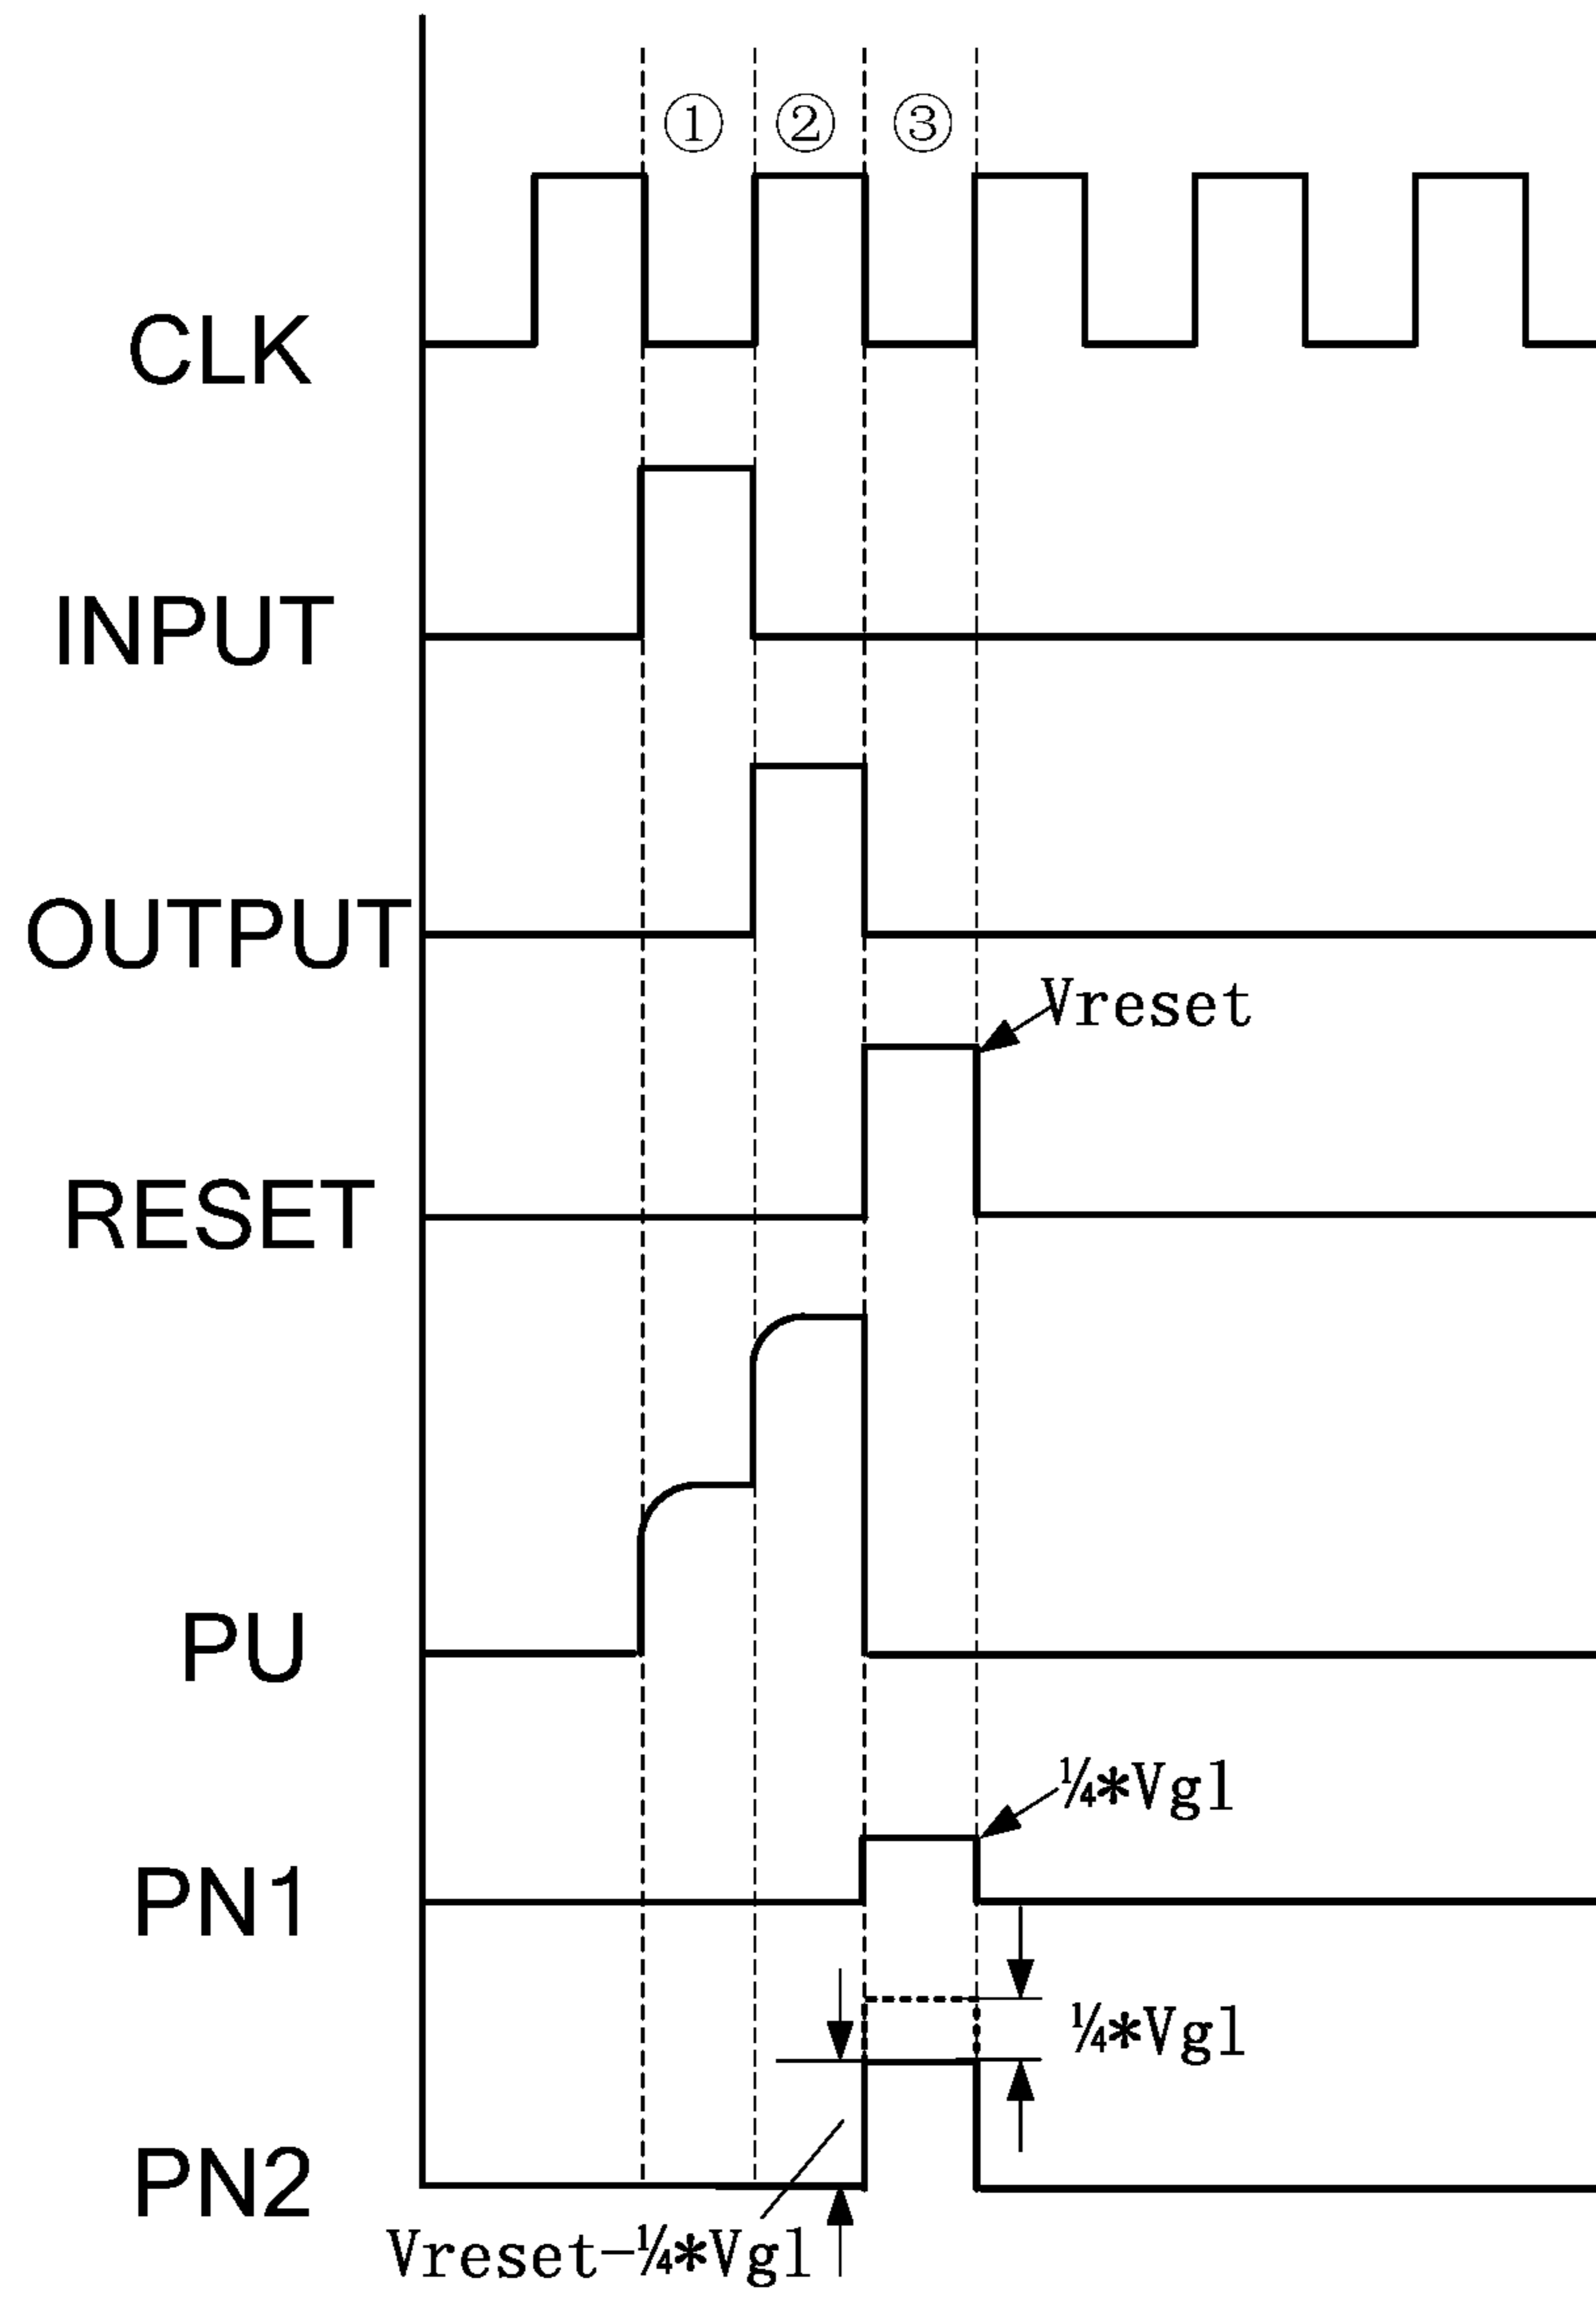 ① ② ③
CLK
INPUT
OUTPUT
Vreset
RESET
PU
¼*Vgl
PN1
¼*Vgl
PN2
Vreset-¼*Vgl